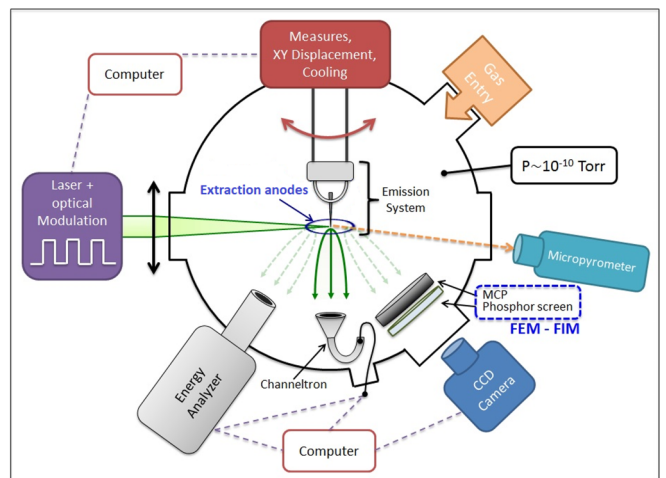 Measures,
XY Displacement,
Cooling
Computer
Gas
Entry
P~10⁻¹⁰ Torr
Laser +
optical
Modulation
Extraction anodes
Emission
System
Micropyrometer
MCP
Phosphor screen
FEM - FIM
Energy
Analyzer
Channeltron
CCD
Camera
Computer